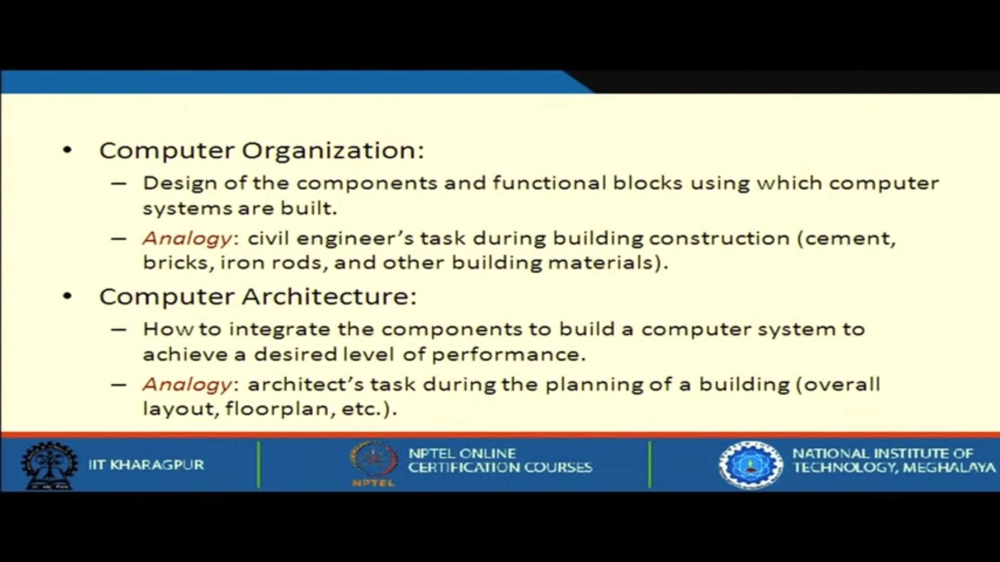 • Computer Organization:
– Design of the components and functional blocks using which computer
systems are built.
– Analogy: civil engineer's task during building construction (cement,
bricks, iron rods, and other building materials).
• Computer Architecture:
– How to integrate the components to build a computer system to
achieve a desired level of performance.
– Analogy: architect's task during the planning of a building (overall
layout, floorplan, etc.).
IIT KHARAGPUR
NPTEL
NPTEL ONLINE
CERTIFICATION COURSES
NATIONAL INSTITUTE OF
TECHNOLOGY, MEGHALAYA